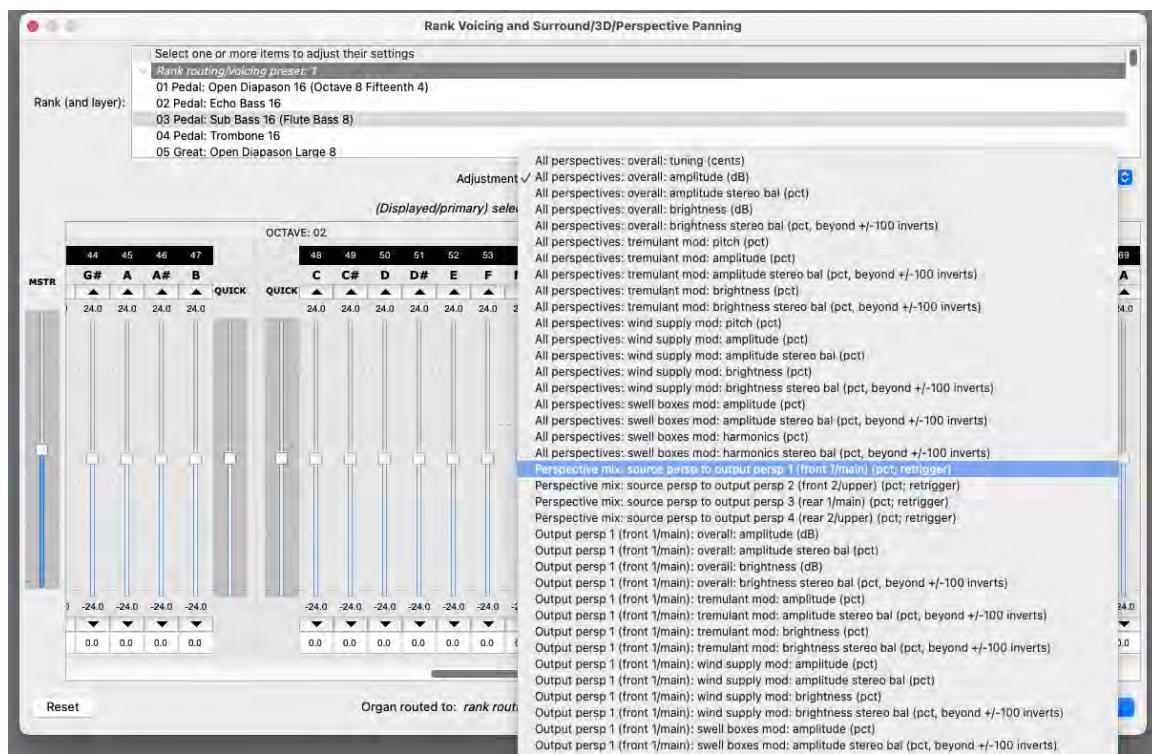 Rank Voicing and Surround/3D/Perspective Panning
Select one or more items to adjust their settings
Rank routing/voicing preset: 1
01 Pedal: Open Diapason 16 (Octave 8 Fifteenth 4)
Rank (and layer):
02 Pedal: Echo Bass 16
03 Pedal: Sub Bass 16 (Flute Bass 8)
04 Pedal: Trombone 16
05 Great: Open Diapason Large 8
Adjustment
(Displayed/primary) selec
OCTAVE: 02
44 45 46 47 48 49 50 51 52 53 69
MSTR G# A A# B QUICK QUICK C C# D D# E F A
24.0 24.0 24.0 24.0 24.0 24.0 24.0 24.0 24.0 24.0
-24.0 -24.0 -24.0 -24.0 -24.0 -24.0 -24.0 -24.0 -24.0 -24.0
0.0 0.0 0.0 0.0 0.0 0.0 0.0 0.0 0.0 0.0
Reset
Organ routed to: rank rout
✓ All perspectives: overall: tuning (cents)
All perspectives: overall: amplitude (dB)
All perspectives: overall: amplitude stereo bal (pct)
All perspectives: overall: brightness (dB)
All perspectives: overall: brightness stereo bal (pct, beyond +/-100 inverts)
All perspectives: tremulant mod: pitch (pct)
All perspectives: tremulant mod: amplitude (pct)
All perspectives: tremulant mod: amplitude stereo bal (pct, beyond +/-100 inverts)
All perspectives: tremulant mod: brightness (pct)
All perspectives: tremulant mod: brightness stereo bal (pct, beyond +/-100 inverts)
All perspectives: wind supply mod: pitch (pct)
All perspectives: wind supply mod: amplitude (pct)
All perspectives: wind supply mod: amplitude stereo bal (pct)
All perspectives: wind supply mod: brightness (pct)
All perspectives: wind supply mod: brightness stereo bal (pct, beyond +/-100 inverts)
All perspectives: swell boxes mod: amplitude (pct)
All perspectives: swell boxes mod: amplitude stereo bal (pct, beyond +/-100 inverts)
All perspectives: swell boxes mod: harmonics (pct)
All perspectives: swell boxes mod: harmonics stereo bal (pct, beyond +/-100 inverts)
Perspective mix: source persp to output persp 1 (front 1/main) (pct; retrigger)
Perspective mix: source persp to output persp 2 (front 2/upper) (pct; retrigger)
Perspective mix: source persp to output persp 3 (rear 1/main) (pct; retrigger)
Perspective mix: source persp to output persp 4 (rear 2/upper) (pct; retrigger)
Output persp 1 (front 1/main): overall: amplitude (dB)
Output persp 1 (front 1/main): overall: amplitude stereo bal (pct)
Output persp 1 (front 1/main): overall: brightness (dB)
Output persp 1 (front 1/main): overall: brightness stereo bal (pct, beyond +/-100 inverts)
Output persp 1 (front 1/main): tremulant mod: amplitude (pct)
Output persp 1 (front 1/main): tremulant mod: amplitude stereo bal (pct, beyond +/-100 inverts)
Output persp 1 (front 1/main): tremulant mod: brightness (pct)
Output persp 1 (front 1/main): tremulant mod: brightness stereo bal (pct, beyond +/-100 inverts)
Output persp 1 (front 1/main): wind supply mod: amplitude (pct)
Output persp 1 (front 1/main): wind supply mod: amplitude stereo bal (pct)
Output persp 1 (front 1/main): wind supply mod: brightness (pct)
Output persp 1 (front 1/main): wind supply mod: brightness stereo bal (pct, beyond +/-100 inverts)
Output persp 1 (front 1/main): swell boxes mod: amplitude (pct)
Output persp 1 (front 1/main): swell boxes mod: amplitude stereo bal (pct, beyond +/-100 inverts)